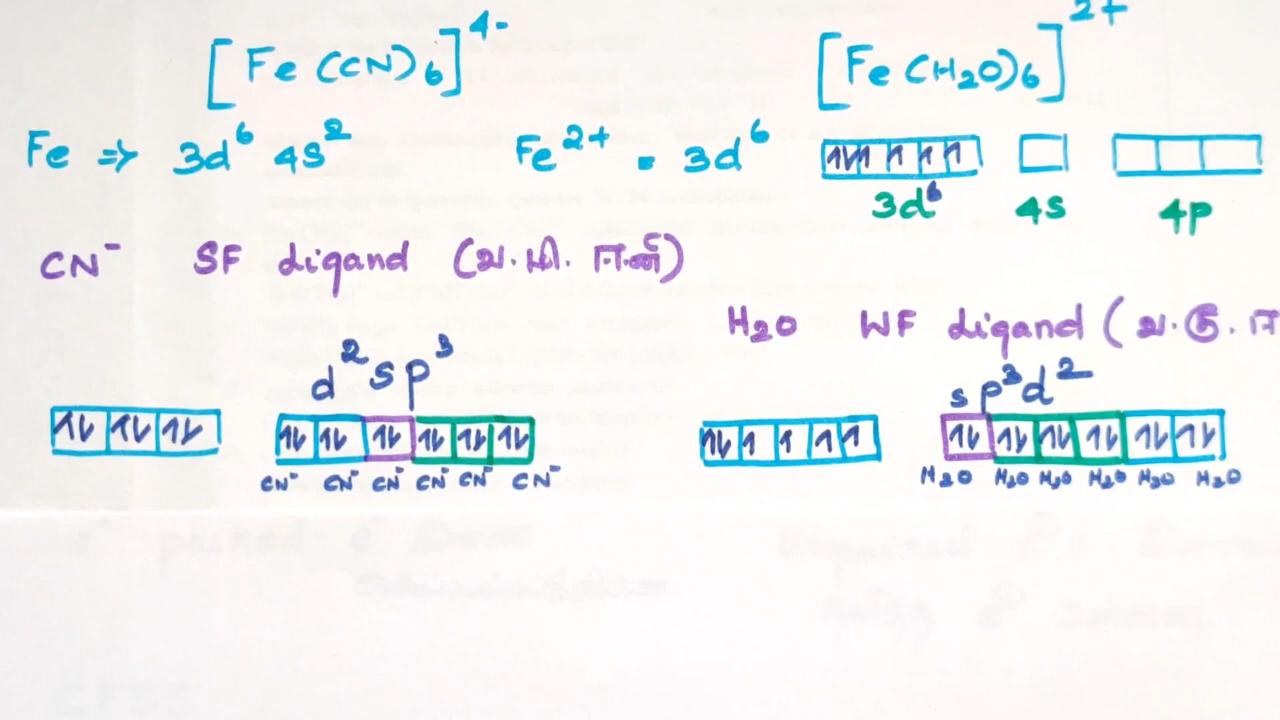 [Fe(CN)₆]⁴⁻ [Fe(H₂O)₆]²⁺
Fe ⇒ 3d⁶ 4s² Fe²⁺ = 3d⁶ ⥮ ↿ ↿ ↿ ↿
3d⁶ 4s 4p
CN⁻ SF ligand
H₂O WF ligand
d²sp³ sp³d²
⥮ ⥮ ⥮ ⥮ ⥮ ⥮ ⥮ ⥮ ⥮ ⥮ ↿ ↿ ↿ ↿ ⥮ ⥮ ⥮ ⥮ ⥮ ⥮
CN⁻ CN⁻ CN⁻ CN⁻ CN⁻ CN⁻ H₂O H₂O H₂O H₂O H₂O H₂O